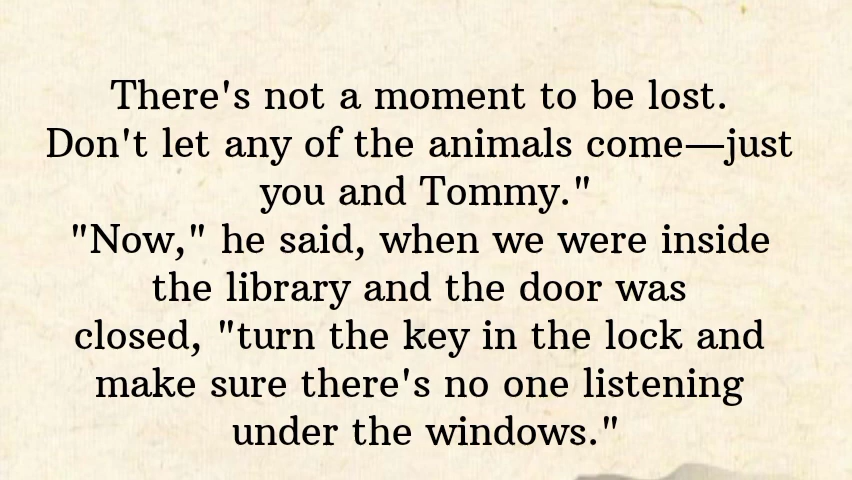 There's not a moment to be lost.
Don't let any of the animals come—just
you and Tommy."
"Now," he said, when we were inside
the library and the door was
closed, "turn the key in the lock and
make sure there's no one listening
under the windows."